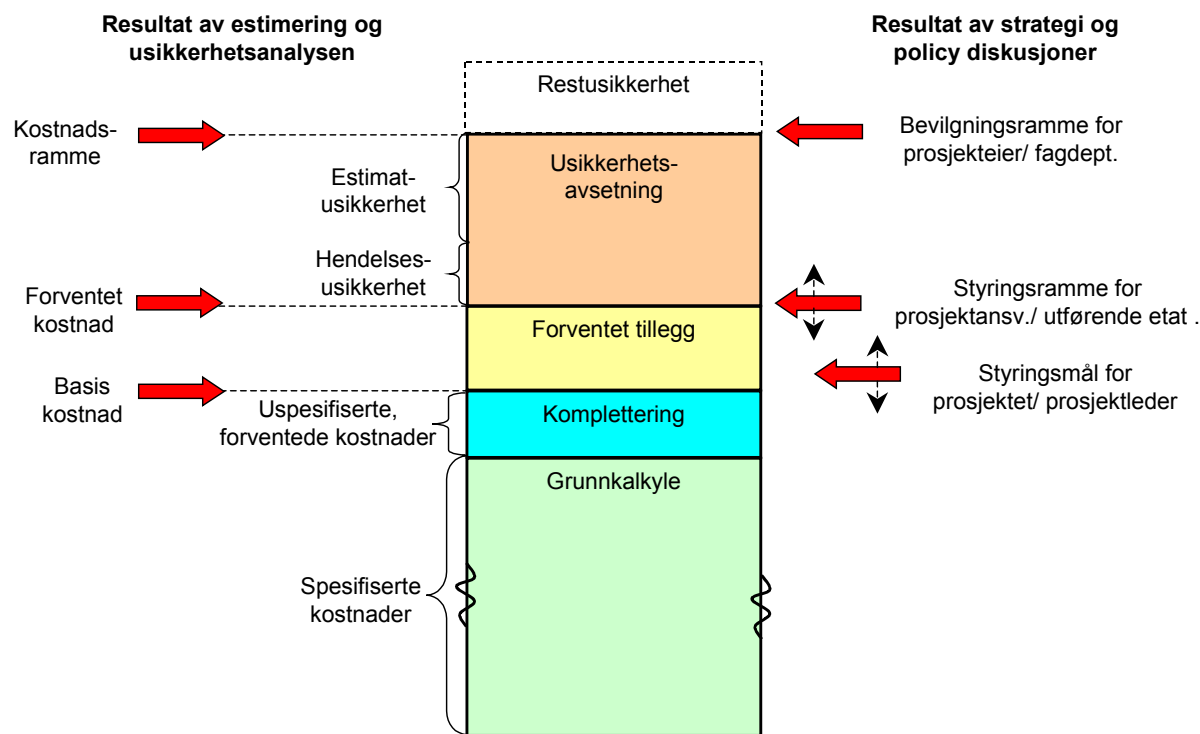 Resultat av estimering og
usikkerhetsanalysen
Resultat av strategi og
policy diskusjoner
Restusikkerhet
Kostnads-
ramme
Bevilgningsramme for
prosjekteier/ fagdept.
Estimat-
usikkerhet
Usikkerhets-
avsetning
Hendelses-
usikkerhet
Forventet
kostnad
Styringsramme for
prosjektansv./ utførende etat .
Forventet tillegg
Basis
kostnad
Styringsmål for
prosjektet/ prosjektleder
Uspesifiserte,
forventede kostnader
Komplettering
Grunnkalkyle
Spesifiserte
kostnader